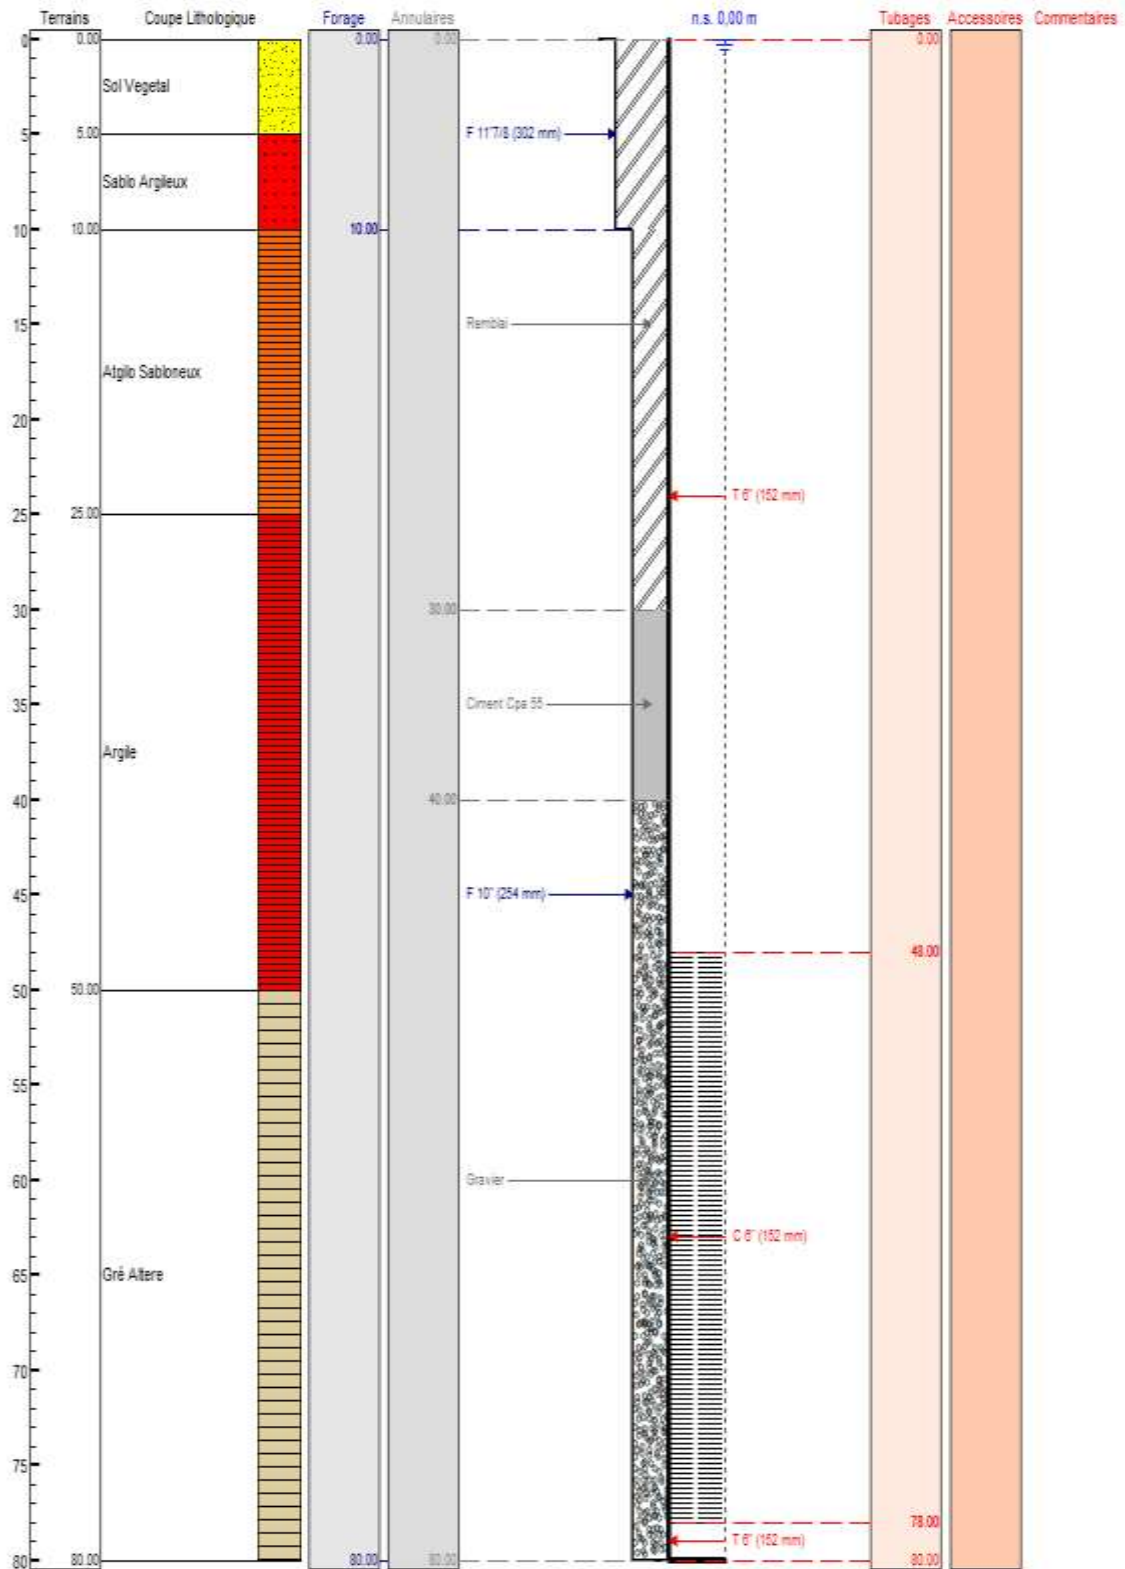 Terrains Coupe Lithologique Forage Annulaires n.s. 0,00 m Tubages Accessoires Commentaires
0 0.00 0.00 0.00 0.00
Sol Vegetal
5 5.00 F 11"7/8 (302 mm)
Sablo Argileux
10 10.00 10.00
15 Remblai
Atgilo Sabloneux
20
T 6" (152 mm)
25 25.00
30 30.00
35 Ciment Cpa 55
Argile
40 40.00
45 F 10" (254 mm)
48.00
50 50.00
55
60 Gravier
C 6" (152 mm)
65 Gré Altere
70
75
78.00
T 6" (152 mm)
80 80.00 80.00 80.00 80.00